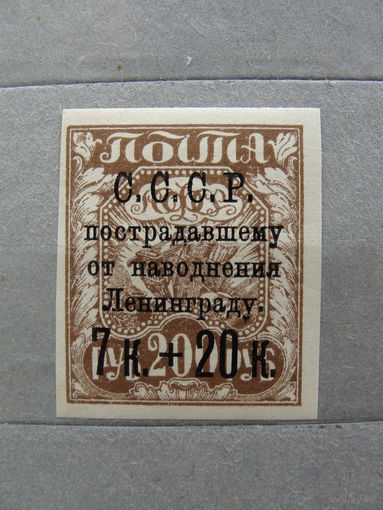 ПОЧТА
С.С.С.Р.
пострадавшему
от наводнения
Ленинграду.
7 к. + 20 к.